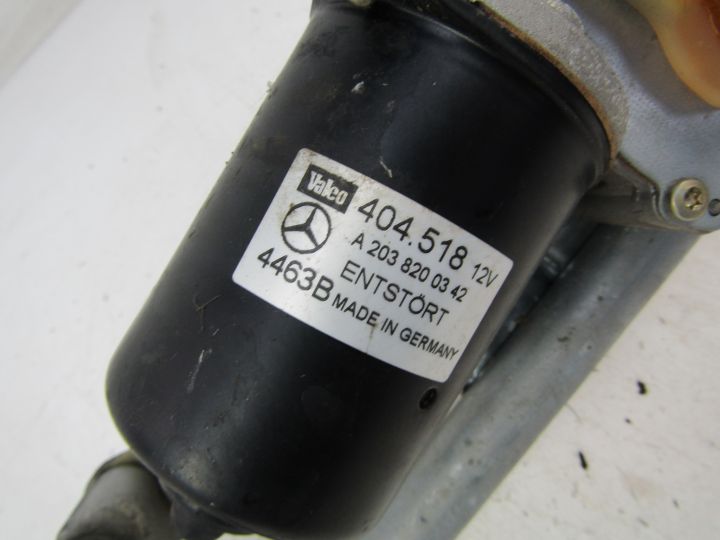 Valeo 404.518 12V
A 203 820 03 42
ENTSTÖRT
4463B MADE IN GERMANY